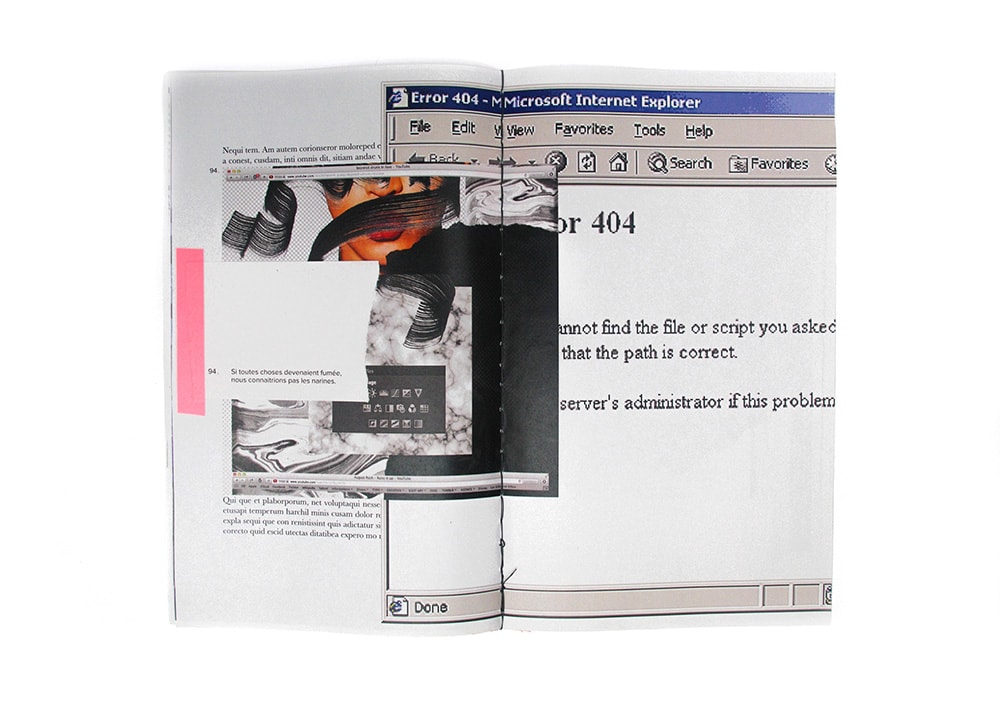 Nequi tem. Am autem corionseror moloreped e
a conest, cusdam, inti omnis dit, sitiam andae v
94.
94.
Si toutes choses devenaient fumée,
nous connaitrions pas les narines.
Qui que et plaborporum, net voluptaqui nesse
etusapi temperum harchil minis cusam dolor re
expla sequi que con renistissint quis adictatur si
corecto quid escid utectas ditatibea expero mo
Error 404 - M Microsoft Internet Explorer
File Edit V View Favorites Tools Help
Back Search Favorites
or 404
annot find the file or script you asked
that the path is correct.
server's administrator if this problem
Done